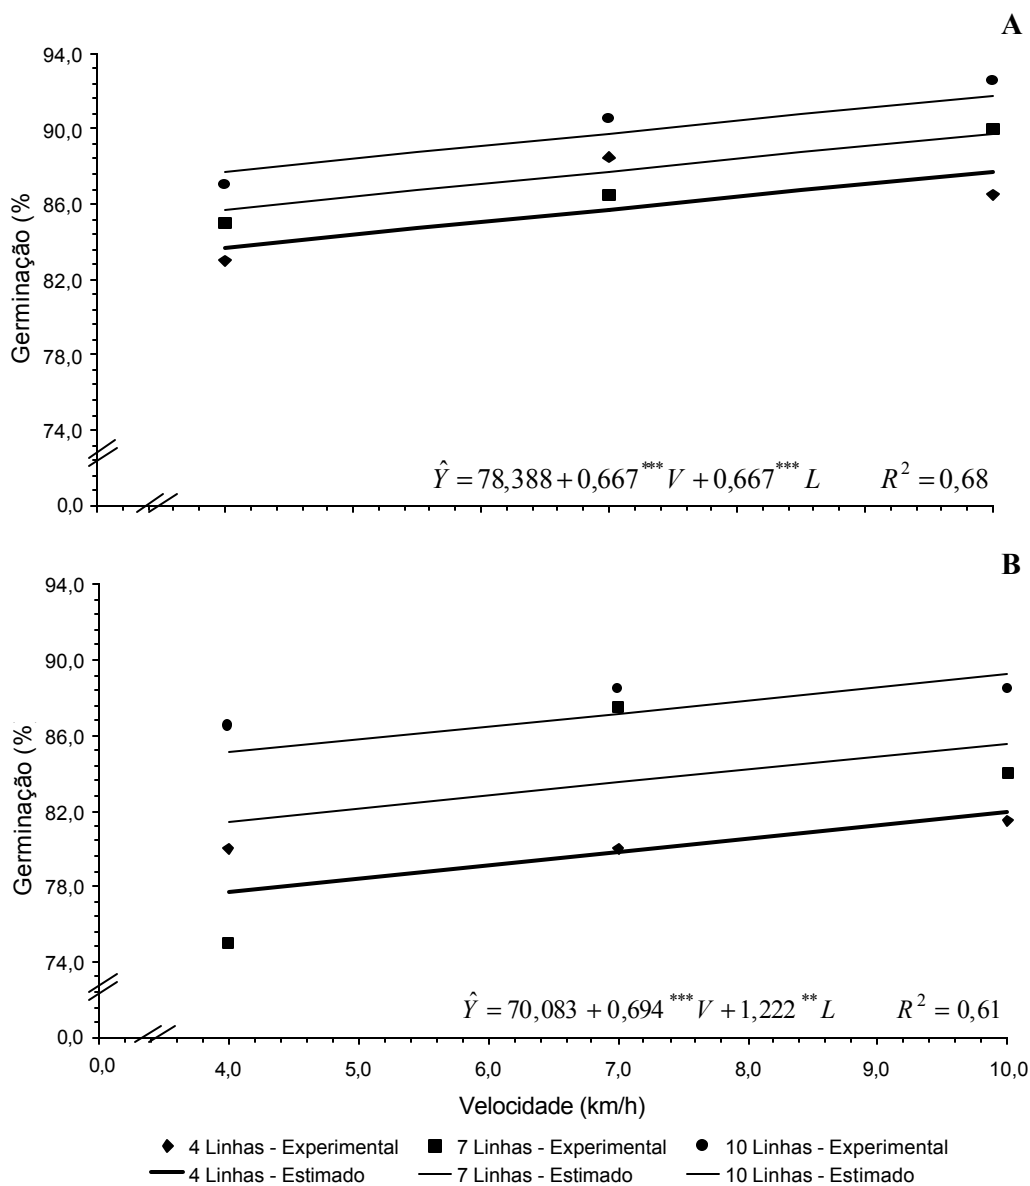 A
94,0
90,0
86,0
82,0
78,0
74,0
0,0
Germinação (%
Ŷ = 78,388 + 0,667 *** V + 0,667 *** L R² = 0,68
B
94,0
90,0
86,0
82,0
78,0
74,0
0,0
Germinação (%
Ŷ = 70,083 + 0,694 *** V + 1,222 ** L R² = 0,61
0,0 4,0 5,0 6,0 7,0 8,0 9,0 10,0
Velocidade (km/h)
4 Linhas - Experimental 7 Linhas - Experimental 10 Linhas - Experimental
4 Linhas - Estimado 7 Linhas - Estimado 10 Linhas - Estimado